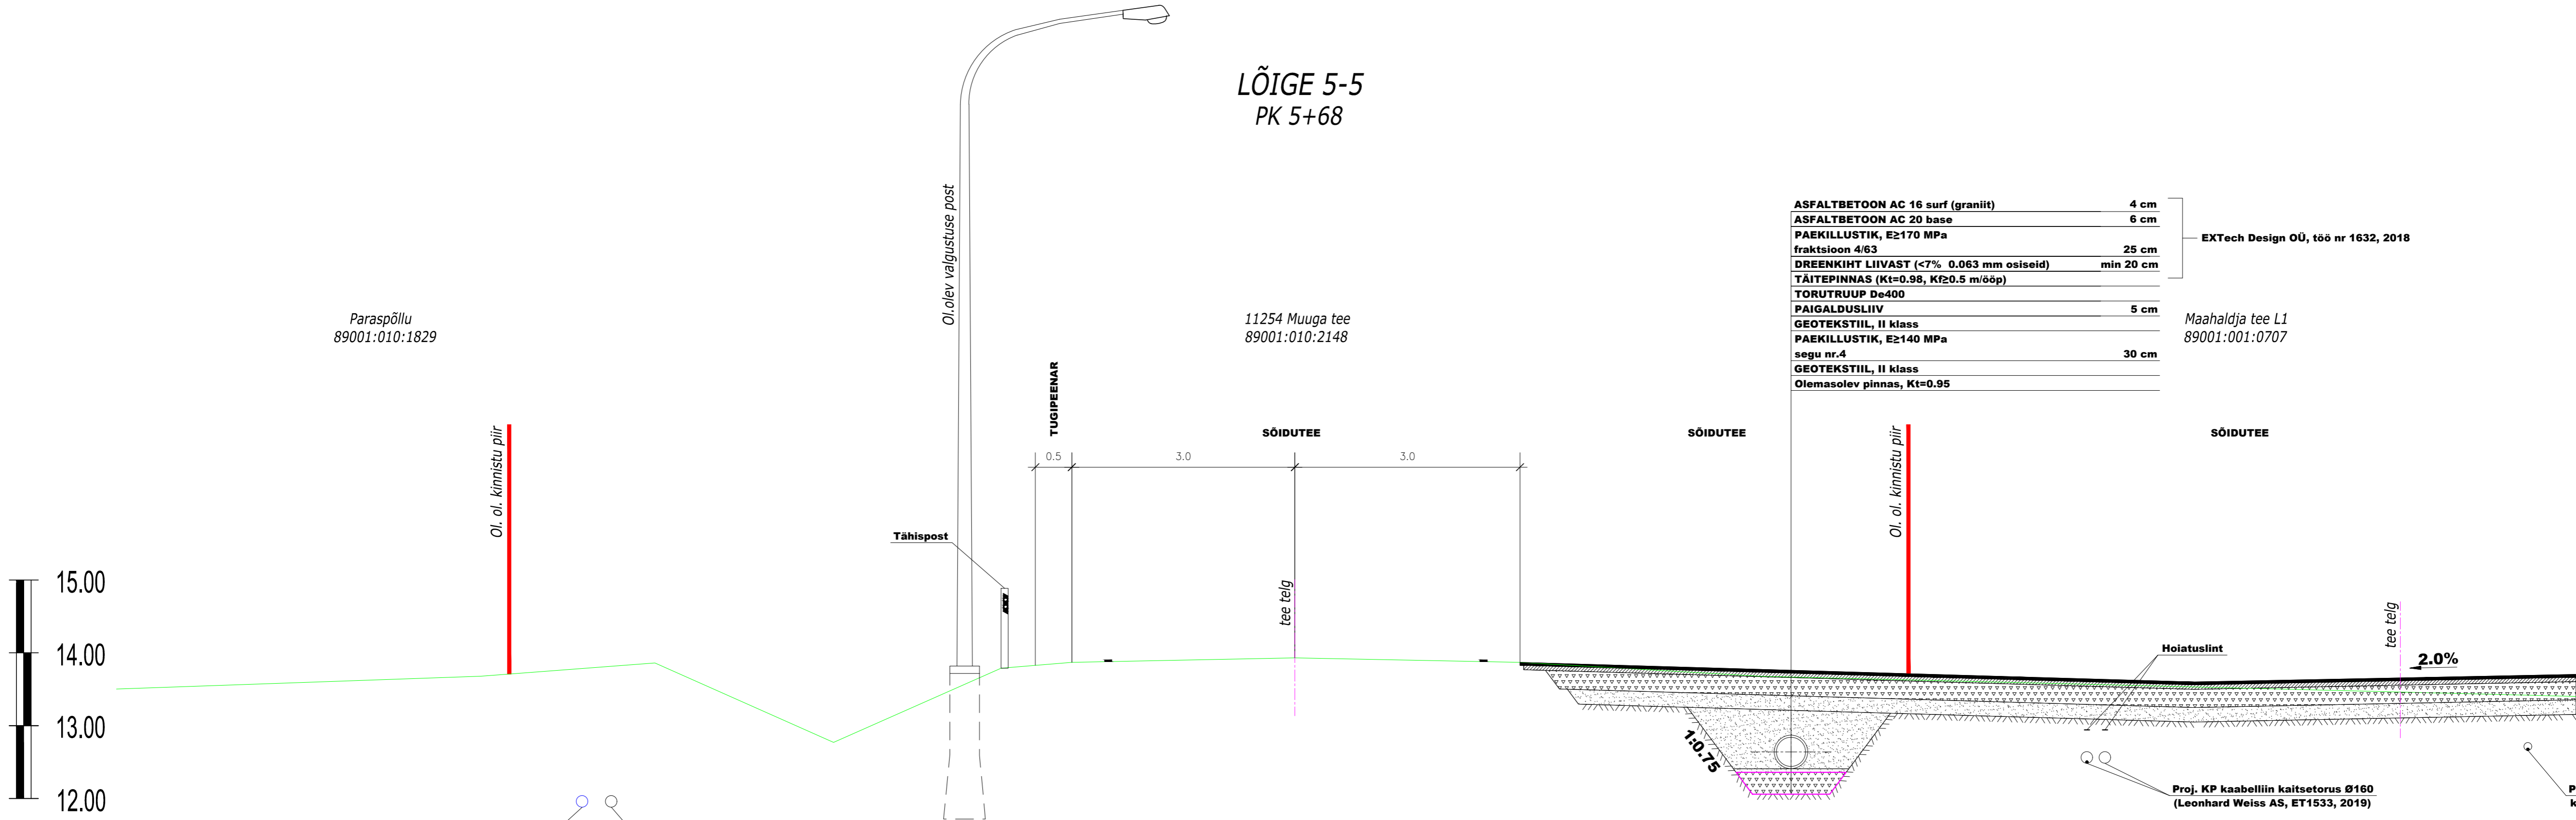 LÕIGE 5-5
PK 5+68
Ol.olev valgustuse post
ASFALTBETOON AC 16 surf (graniit) 4 cm
ASFALTBETOON AC 20 base 6 cm
PAEKILLUSTIK, E≥170 MPa
fraktsioon 4/63 25 cm
DREENKIHT LIIVAST (<7% 0.063 mm osiseid) min 20 cm
TÄITEPINNAS (Kt=0.98, Kf≥0.5 m/ööp)
TORUTRUUP De400
PAIGALDUSLIIV 5 cm
GEOTEKSTIIL, II klass
PAEKILLUSTIK, E≥140 MPa
segu nr.4 30 cm
GEOTEKSTIIL, II klass
Olemasolev pinnas, Kt=0.95
EXTech Design OÜ, töö nr 1632, 2018
Paraspõllu
89001:010:1829
11254 Muuga tee
89001:010:2148
Maahaldja tee L1
89001:001:0707
TUGIPEENAR
SÕIDUTEE
SÕIDUTEE
SÕIDUTEE
Ol. ol. kinnistu piir
Ol. ol. kinnistu piir
0.5
3.0
3.0
Tähispost
tee telg
tee telg
Hoiatuslint
2.0%
15.00
14.00
13.00
12.00
1:0.75
Proj. KP kaabelliin kaitsetorus Ø160
(Leonhard Weiss AS, ET1533, 2019)
P
k